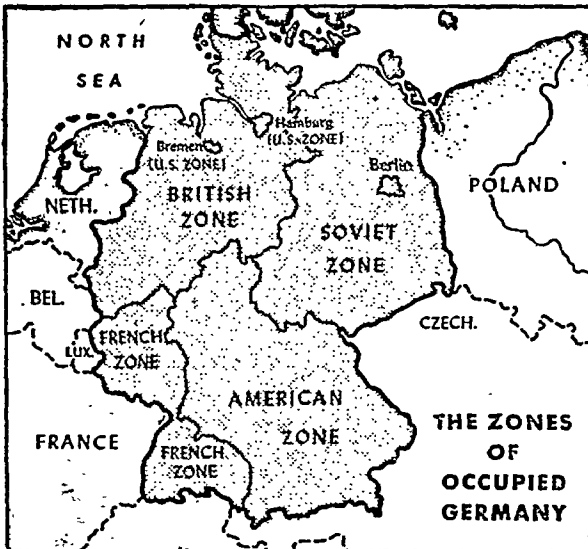 NORTH
SEA
Hamburg
(U.S. ZONE)
Bremen
(U.S. ZONE)
Berlin
NETH.
BRITISH
ZONE
POLAND
SOVIET
ZONE
BEL.
LUX.
FRENCH
ZONE
CZECH.
AMERICAN
ZONE
FRANCE
FRENCH
ZONE
THE ZONES
OF
OCCUPIED
GERMANY